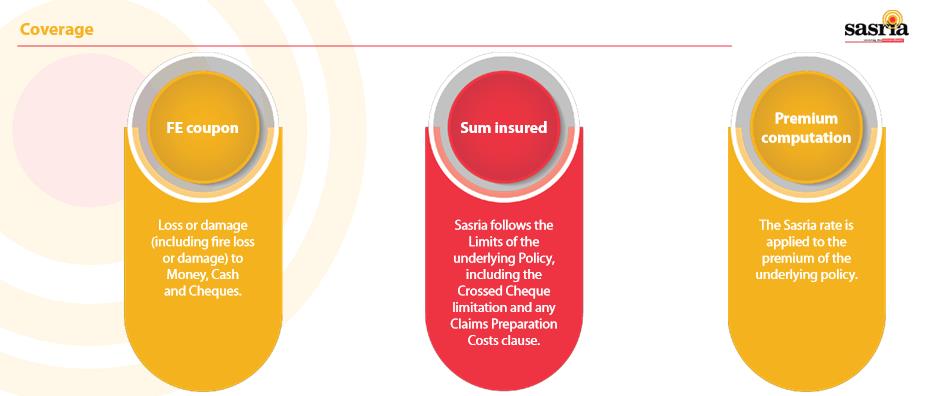 Coverage
sasria
FE coupon
Loss or damage
(including fire loss
or damage) to
Money, Cash
and Cheques.
Sum insured
Sasria follows the
Limits of the
underlying Policy,
including the
Crossed Cheque
limitation and any
Claims Preparation
Costs clause.
Premium
computation
The Sasria rate is
applied to the
premium of the
underlying policy.